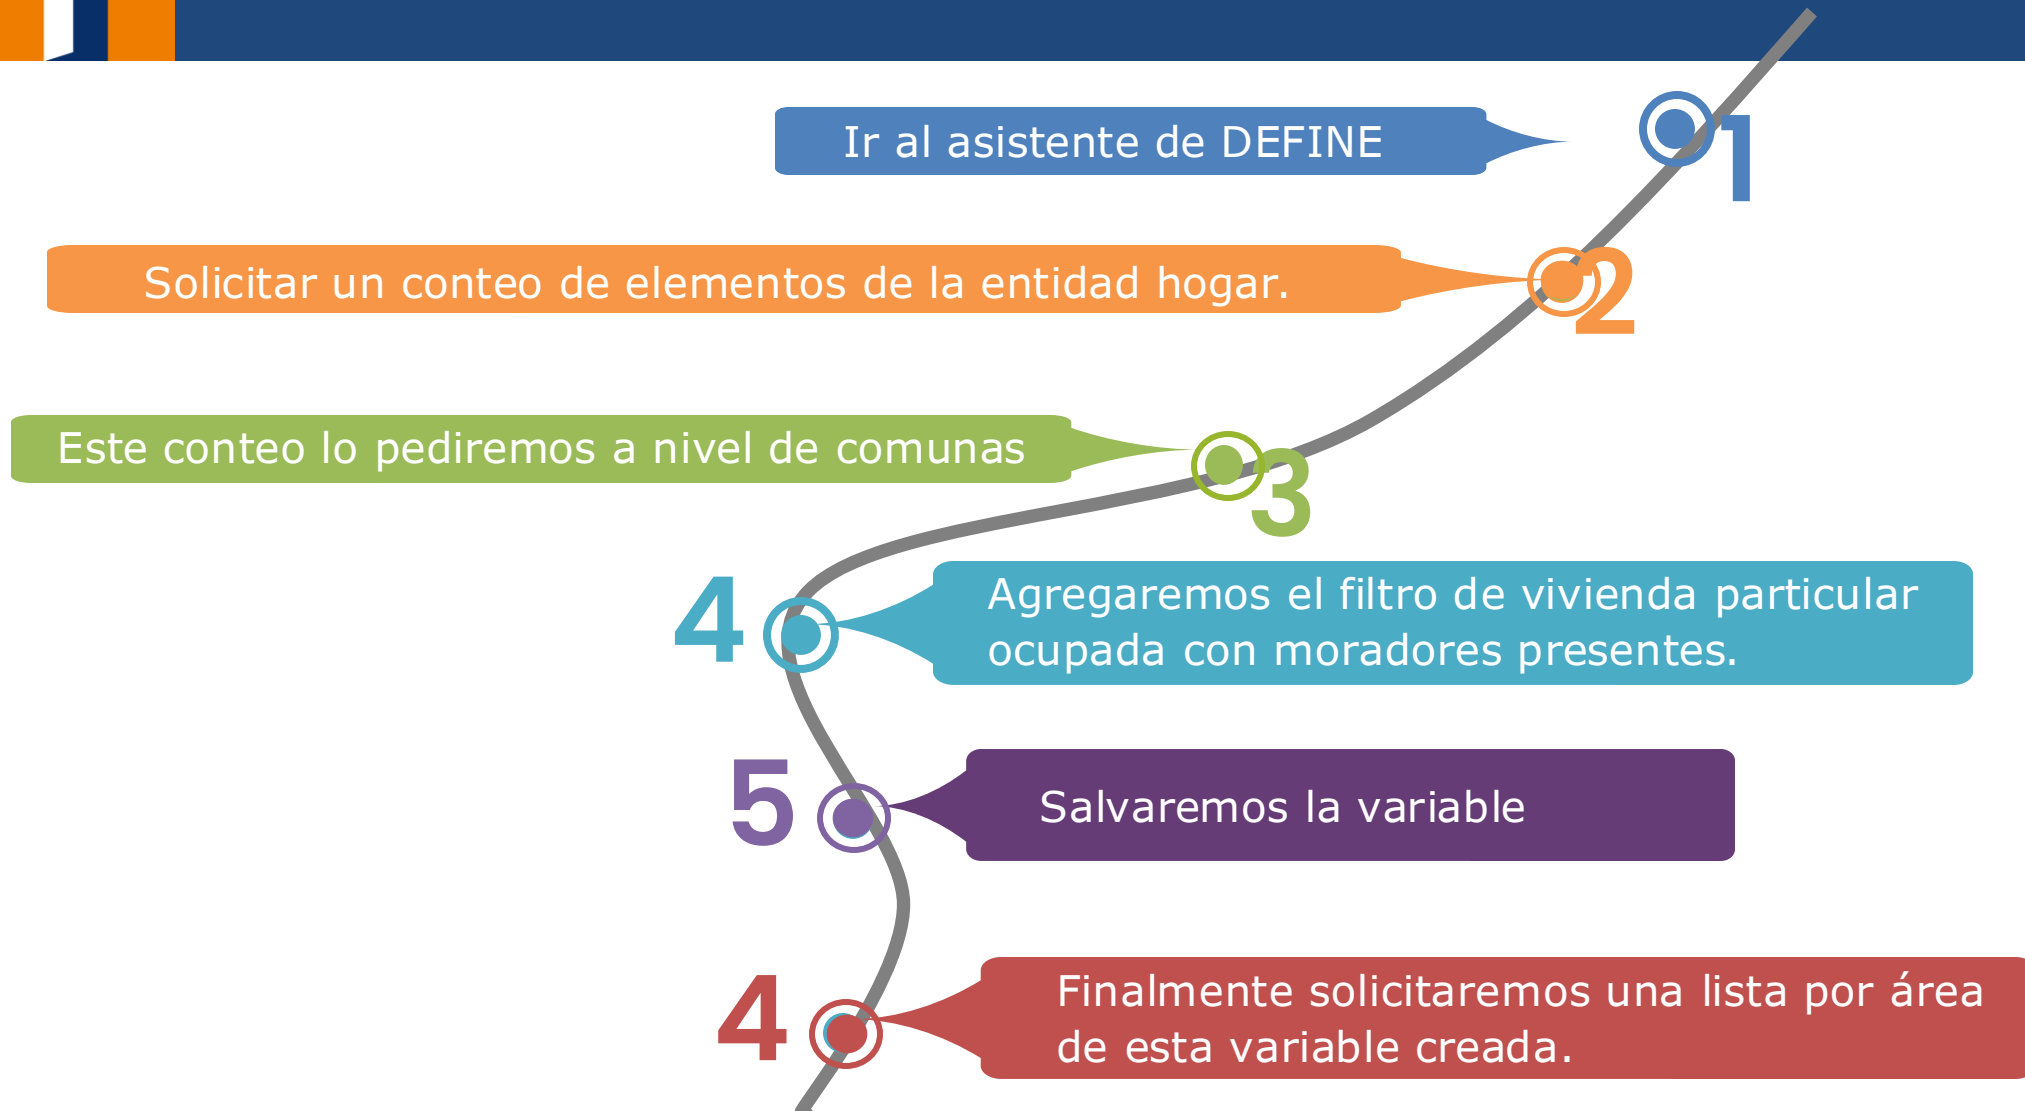 Ir al asistente de DEFINE
1
Solicitar un conteo de elementos de la entidad hogar.
2
Este conteo lo pediremos a nivel de comunas
3
4
Agregaremos el filtro de vivienda particular
ocupada con moradores presentes.
5
Salvaremos la variable
4
Finalmente solicitaremos una lista por área
de esta variable creada.